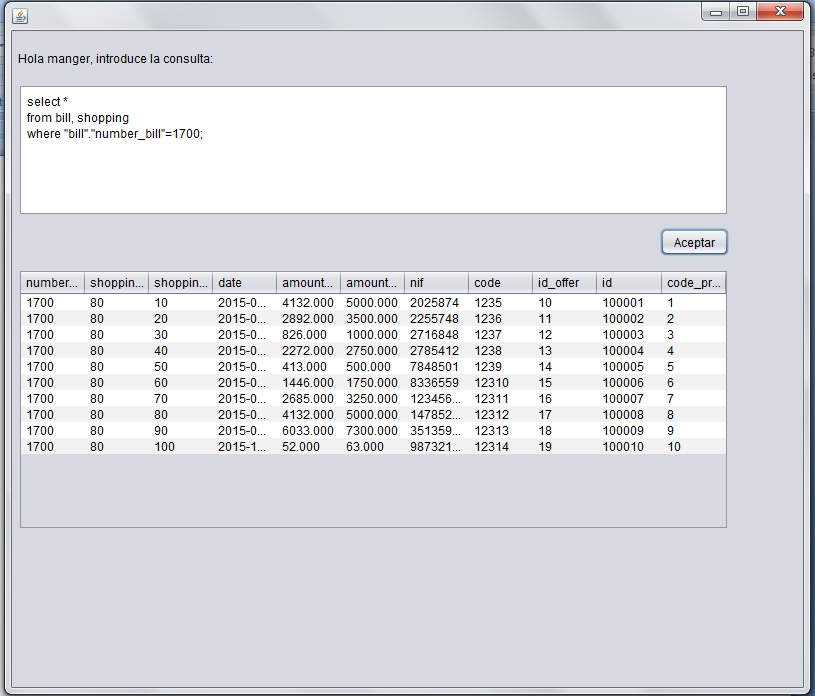 Hola manger, introduce la consulta:
select *
from bill, shopping
where "bill"."number_bill"=1700;
Aceptar
number... shoppin... shoppin... date amount... amount... nif code id_offer id code_pr...
1700 80 10 2015-0... 4132.000 5000.000 2025874 1235 10 100001 1
1700 80 20 2015-0... 2892.000 3500.000 2255748 1236 11 100002 2
1700 80 30 2015-0... 826.000 1000.000 2716848 1237 12 100003 3
1700 80 40 2015-0... 2272.000 2750.000 2785412 1238 13 100004 4
1700 80 50 2015-0... 413.000 500.000 7848501 1239 14 100005 5
1700 80 60 2015-0... 1446.000 1750.000 8336559 12310 15 100006 6
1700 80 70 2015-0... 2685.000 3250.000 123456... 12311 16 100007 7
1700 80 80 2015-0... 4132.000 5000.000 147852... 12312 17 100008 8
1700 80 90 2015-0... 6033.000 7300.000 351359... 12313 18 100009 9
1700 80 100 2015-1... 52.000 63.000 987321... 12314 19 100010 10